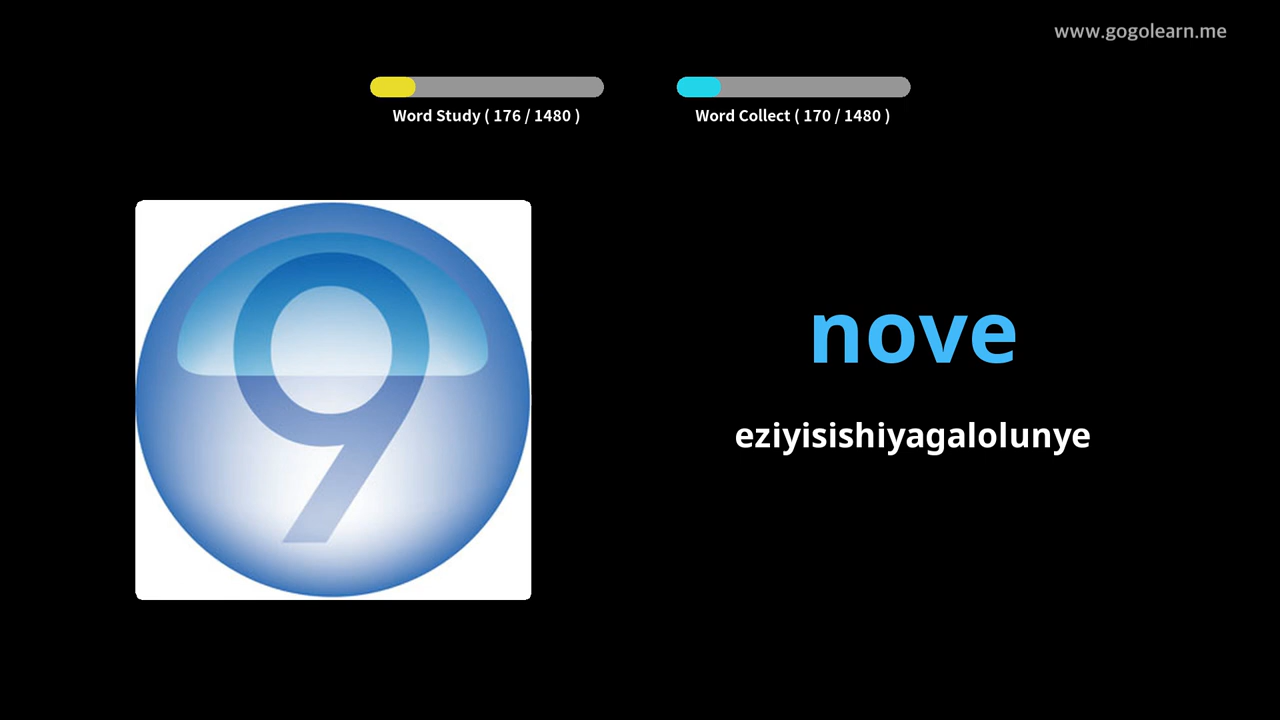 www.gogolearn.me
Word Study ( 176 / 1480 )
Word Collect ( 170 / 1480 )
9
nove
eziyisishiyagalolunye